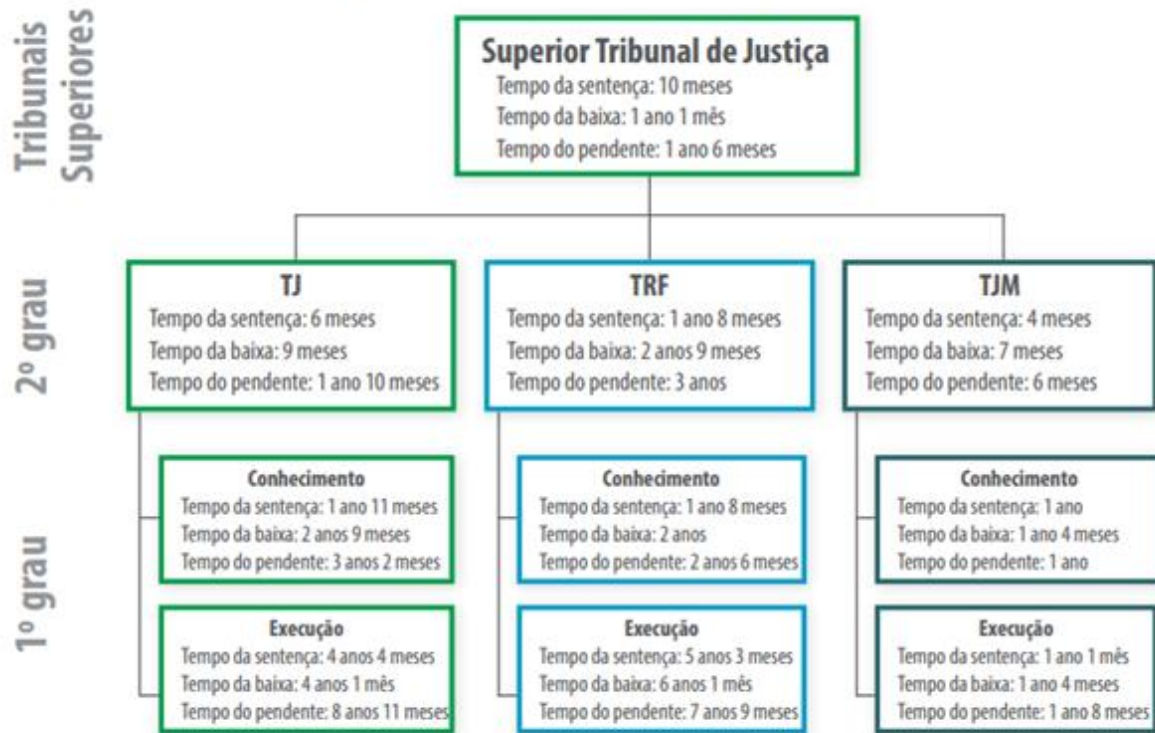 Tribunais
Superiores
Superior Tribunal de Justiça
Tempo da sentença: 10 meses
Tempo da baixa: 1 ano 1 mês
Tempo do pendente: 1 ano 6 meses
2º grau
TJ
Tempo da sentença: 6 meses
Tempo da baixa: 9 meses
Tempo do pendente: 1 ano 10 meses
TRF
Tempo da sentença: 1 ano 8 meses
Tempo da baixa: 2 anos 9 meses
Tempo do pendente: 3 anos
TJM
Tempo da sentença: 4 meses
Tempo da baixa: 7 meses
Tempo do pendente: 6 meses
1º grau
Conhecimento
Tempo da sentença: 1 ano 11 meses
Tempo da baixa: 2 anos 9 meses
Tempo do pendente: 3 anos 2 meses
Conhecimento
Tempo da sentença: 1 ano 8 meses
Tempo da baixa: 2 anos
Tempo do pendente: 2 anos 6 meses
Conhecimento
Tempo da sentença: 1 ano
Tempo da baixa: 1 ano 4 meses
Tempo do pendente: 1 ano
Execução
Tempo da sentença: 4 anos 4 meses
Tempo da baixa: 4 anos 1 mês
Tempo do pendente: 8 anos 11 meses
Execução
Tempo da sentença: 5 anos 3 meses
Tempo da baixa: 6 anos 1 mês
Tempo do pendente: 7 anos 9 meses
Execução
Tempo da sentença: 1 ano 1 mês
Tempo da baixa: 1 ano 4 meses
Tempo do pendente: 1 ano 8 meses